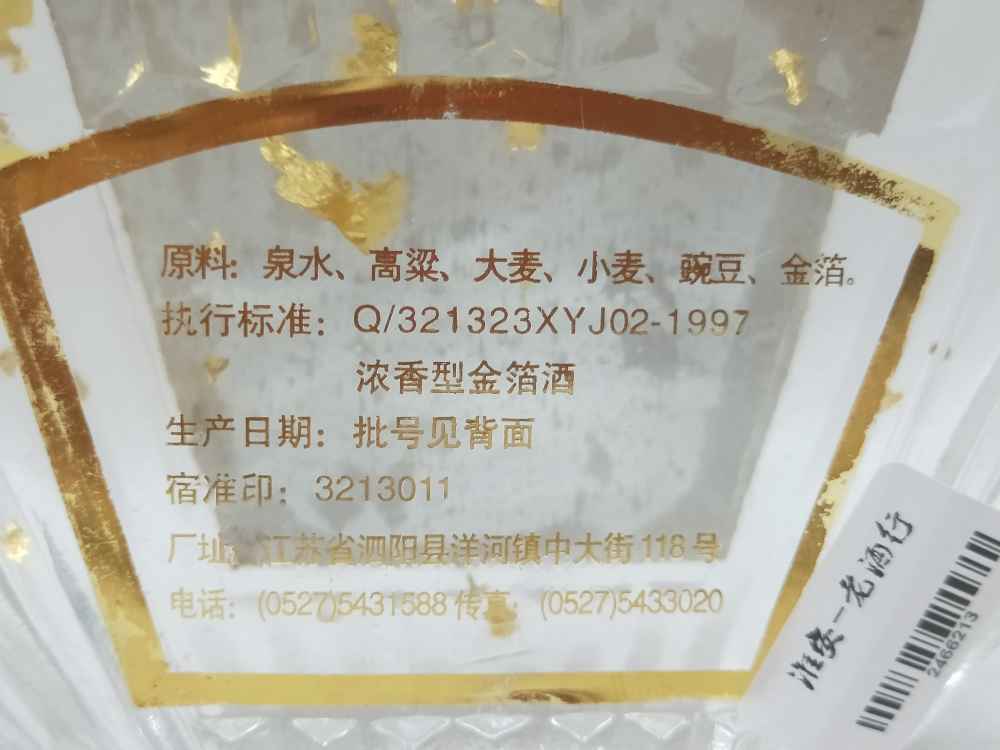 原料：泉水、高粱、大麦、小麦、豌豆、金箔。
执行标准：Q/321323XYJ02-1997
浓香型金箔酒
生产日期：批号见背面
宿准印：3213011
厂址：江苏省泗阳县洋河镇中大街118号
电话：(0527)5431588 传真：(0527)5433020
淮安一老酒行
2466213